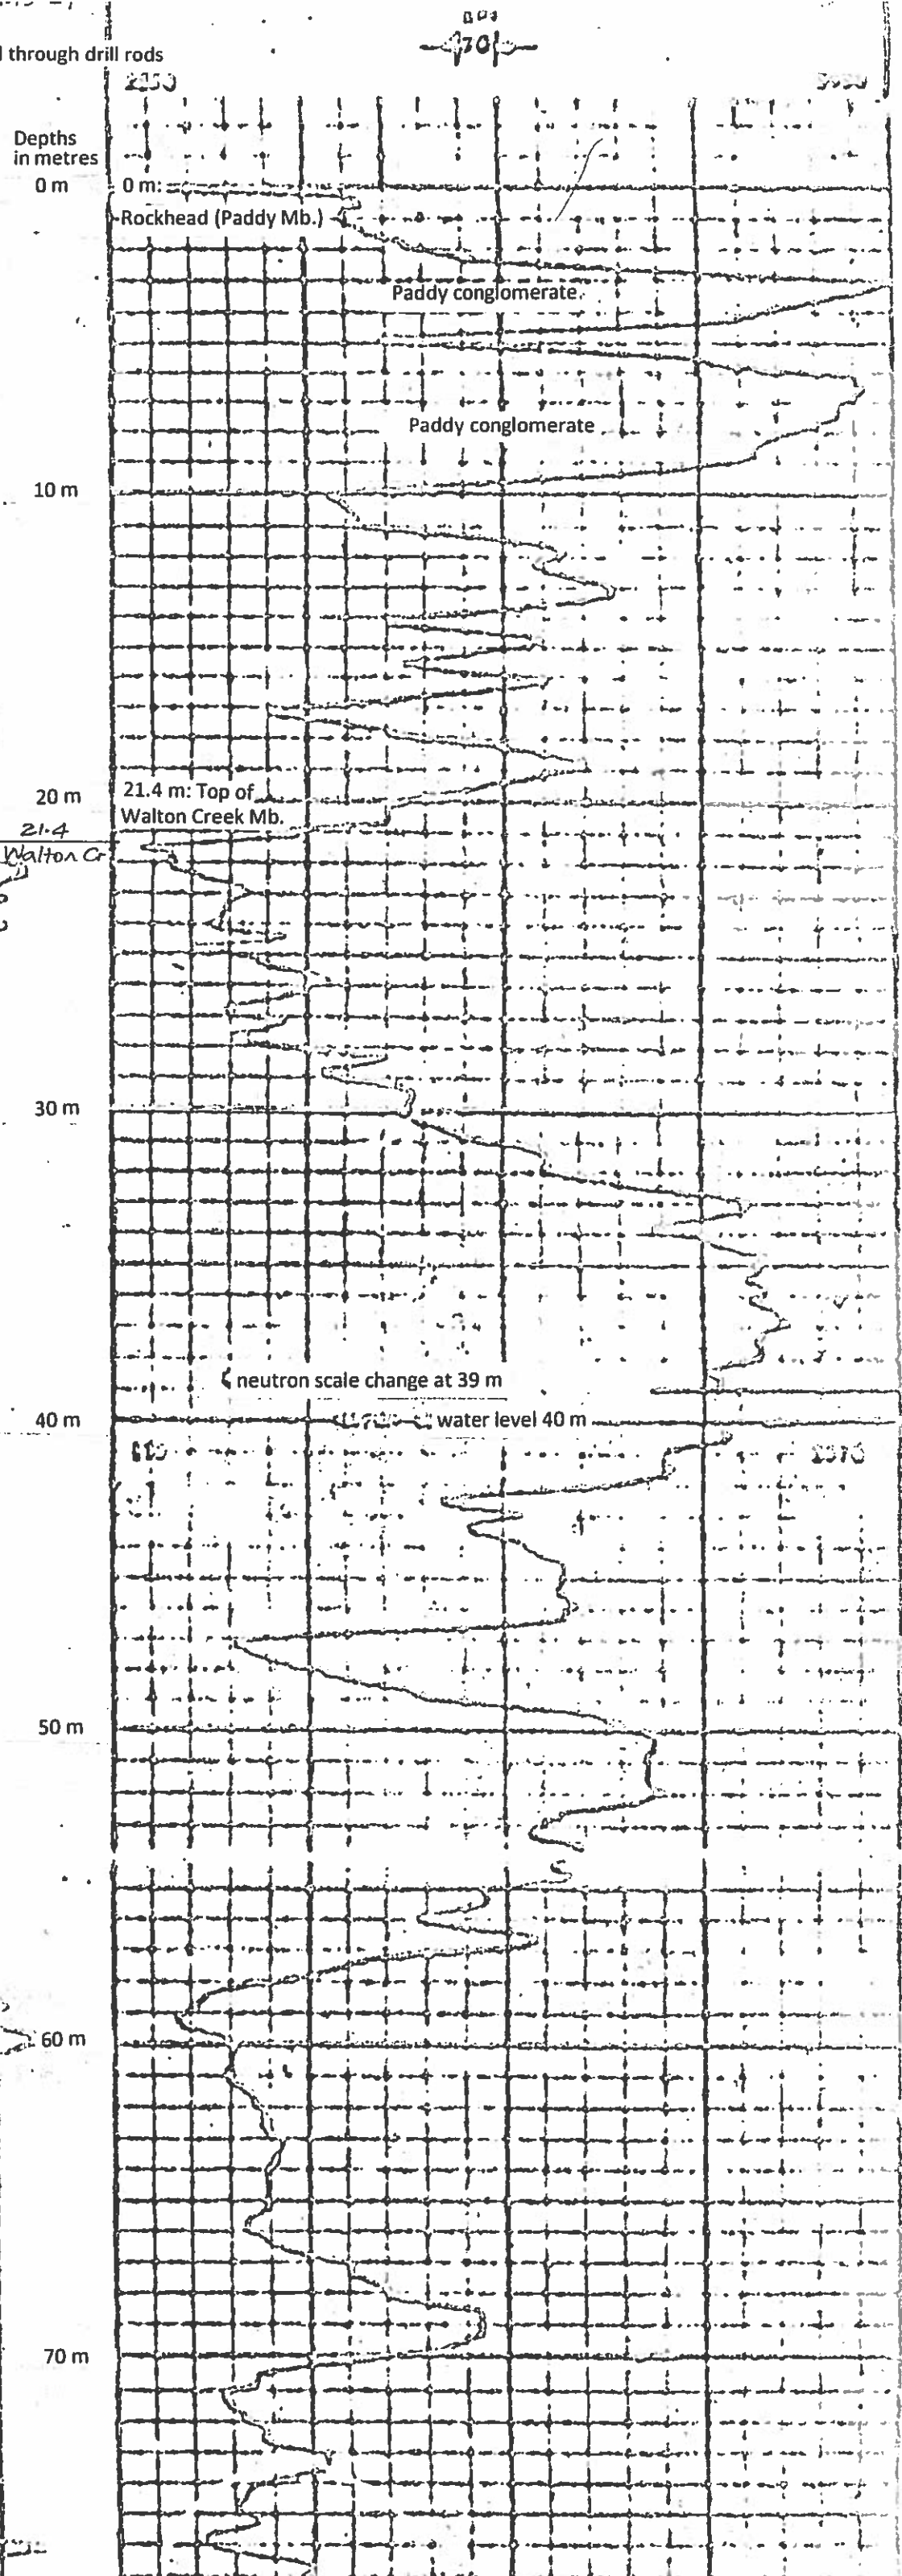 l through drill rods
70
Depths
in metres
0 m
0 m:
Rockhead (Paddy Mb.)
Paddy conglomerate
Paddy conglomerate
10 m
20 m
21.4 m: Top of
Walton Creek Mb.
21.4
Walton Cr
30 m
neutron scale change at 39 m
40 m
water level 40 m
50 m
60 m
70 m